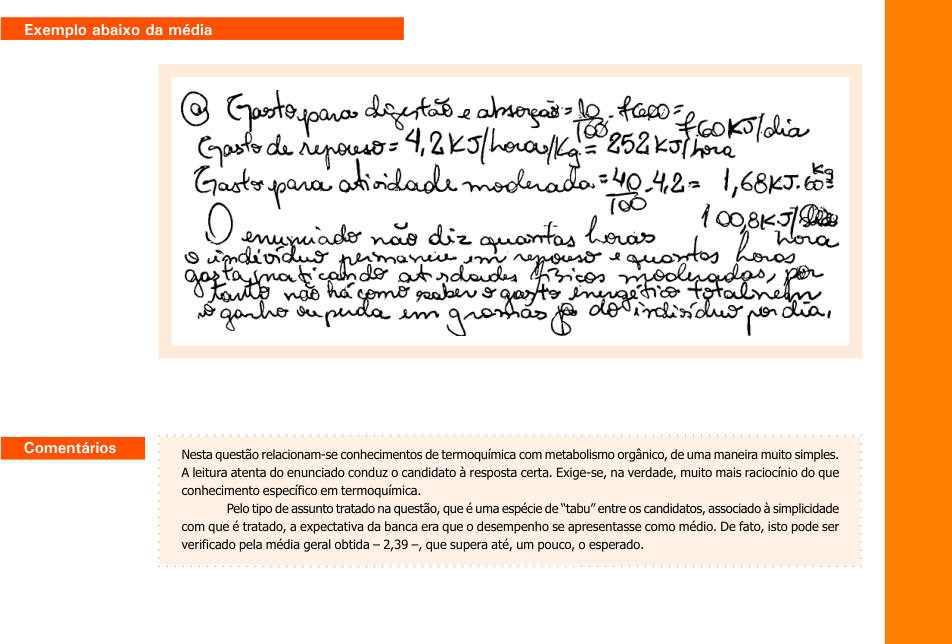 Exemplo abaixo da média
a) Gasto para digestão e absorção = 10/100 . 7600 = 760 KJ/dia
Gasto de repouso = 4,2 KJ/hora/Kg = 252 KJ/hora
Gasto para atividade moderada = 40/100 . 4,2 = 1,68 KJ . 60 Kg =
100,8 KJ/hora
O enunciado não diz quantas horas
o indivíduo permanece em repouso e quantas horas
gasta praticando atividades físicas moderadas, por
tanto não há como saber o gasto energético total nem
o ganho ou perda em gramas do indivíduo por dia.
Comentários
Nesta questão relacionam-se conhecimentos de termoquímica com metabolismo orgânico, de uma maneira muito simples.
A leitura atenta do enunciado conduz o candidato à resposta certa. Exige-se, na verdade, muito mais raciocínio do que
conhecimento específico em termoquímica.
Pelo tipo de assunto tratado na questão, que é uma espécie de “tabu” entre os candidatos, associado à simplicidade
com que é tratado, a expectativa da banca era que o desempenho se apresentasse como médio. De fato, isto pode ser
verificado pela média geral obtida – 2,39 –, que supera até, um pouco, o esperado.